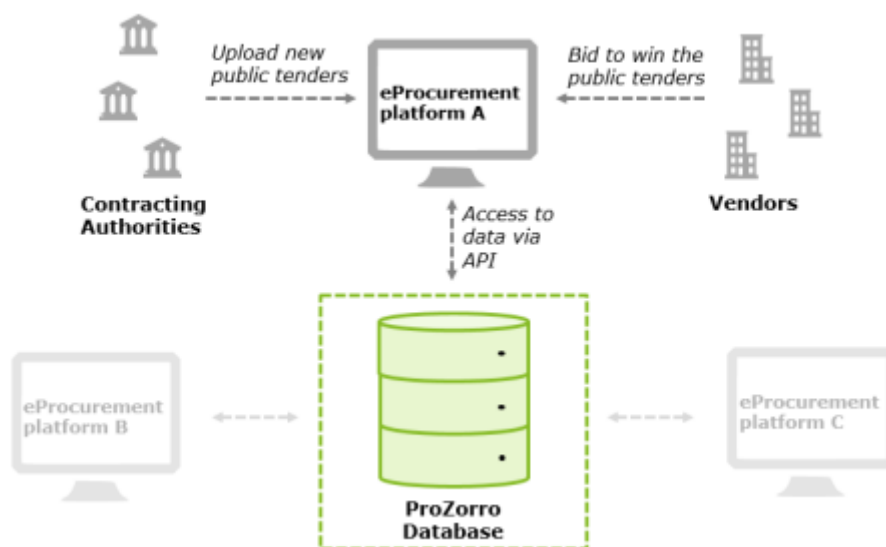 Upload new
public tenders
Bid to win the
public tenders
eProcurement
platform A
Contracting
Authorities
Vendors
Access to
data via
API
eProcurement
platform B
eProcurement
platform C
ProZorro
Database